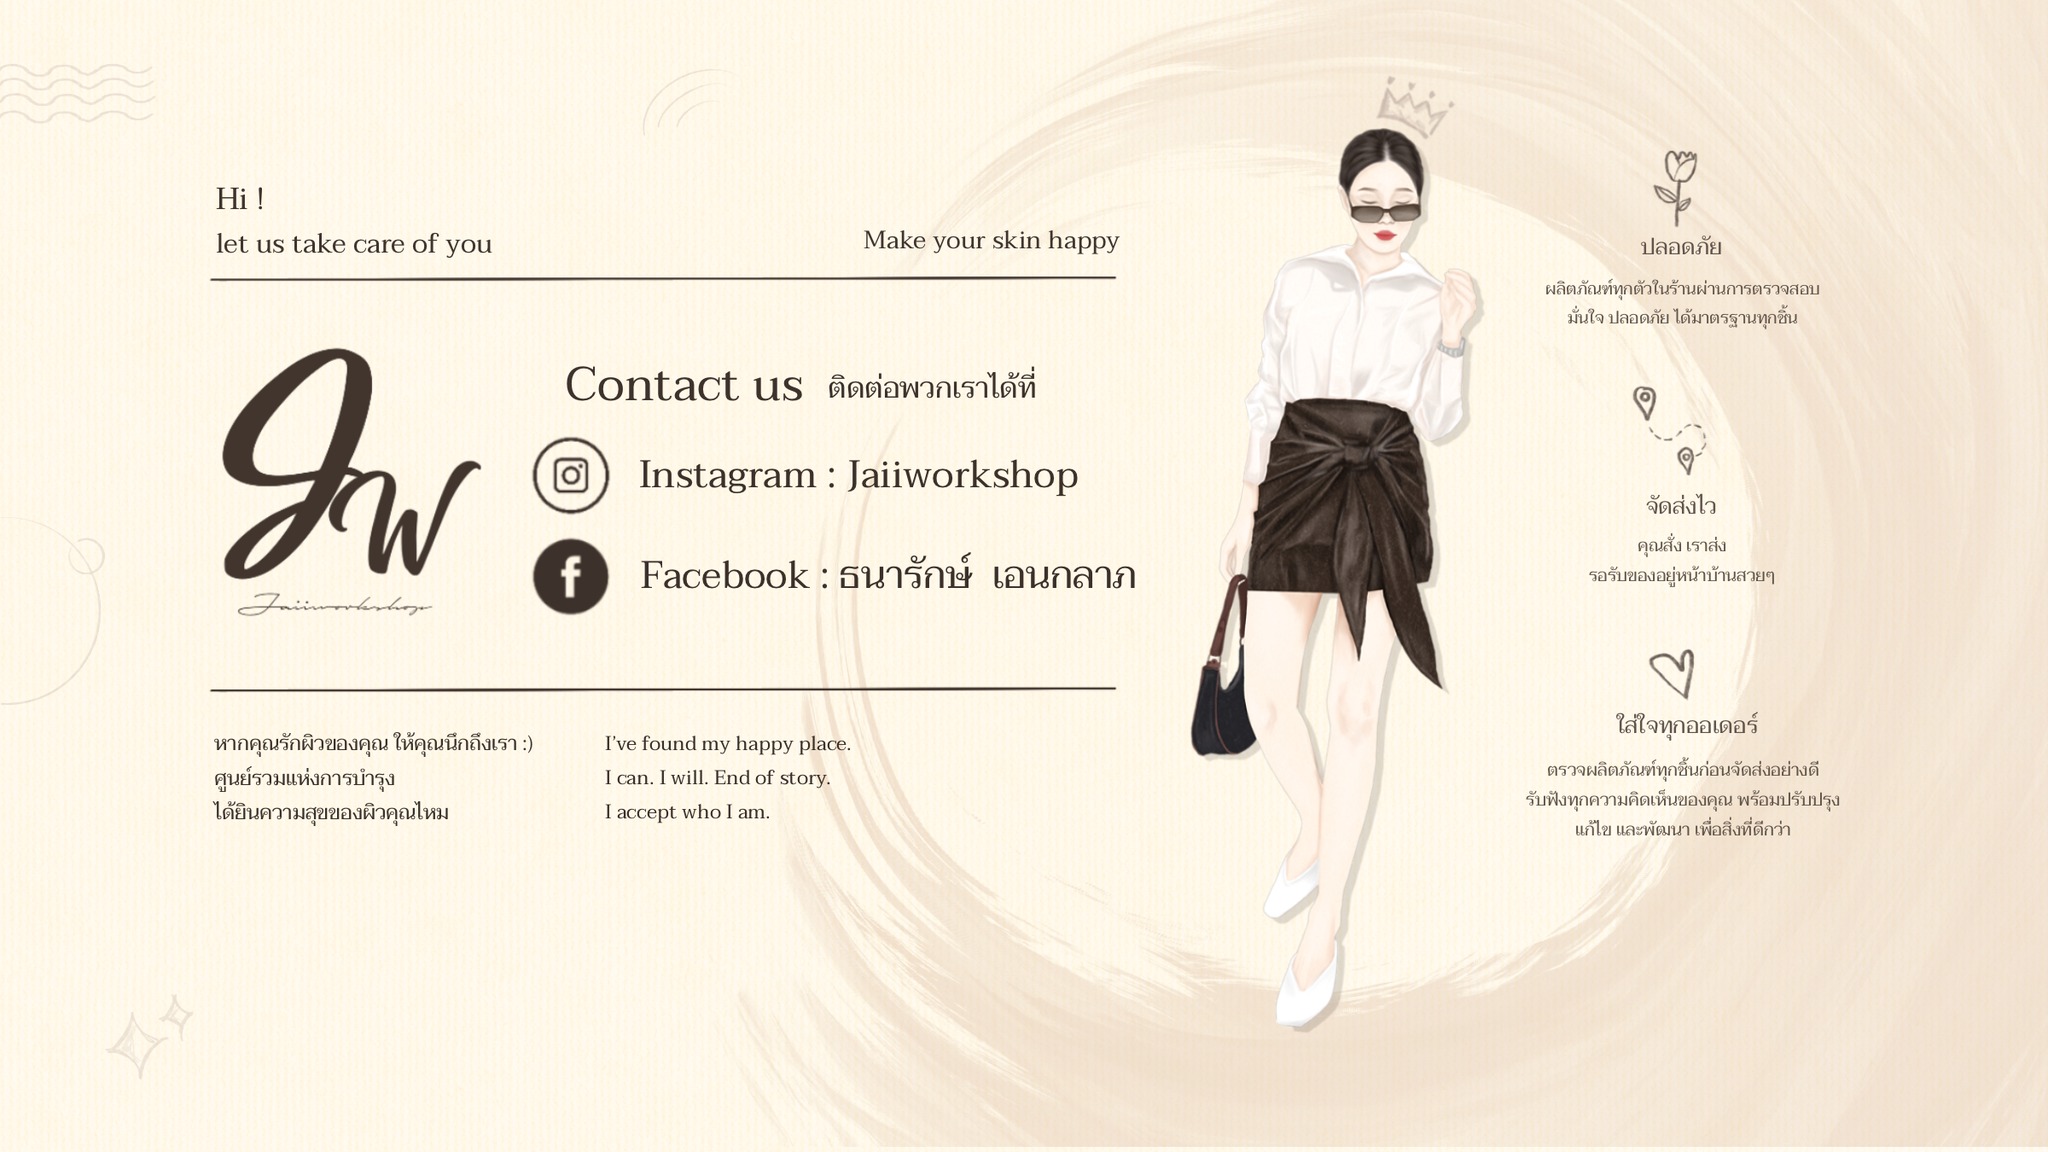 Hi !
let us take care of you
Make your skin happy
JW
Jaiiworkshop
Contact us ติดต่อพวกเราได้ที่
Instagram : Jaiiworkshop
Facebook : ธนารักษ์ เอนกลาภ
หากคุณรักผิวของคุณ ให้คุณนึกถึงเรา :)
ศูนย์รวมแห่งการบำรุง
ได้ยินความสุขของผิวคุณไหม
I've found my happy place.
I can. I will. End of story.
I accept who I am.
ปลอดภัย
ผลิตภัณฑ์ทุกตัวในร้านผ่านการตรวจสอบ
มั่นใจ ปลอดภัย ได้มาตรฐานทุกชิ้น
จัดส่งไว
คุณสั่ง เราส่ง
รอรับของอยู่หน้าบ้านสวยๆ
ใส่ใจทุกออเดอร์
ตรวจผลิตภัณฑ์ทุกชิ้นก่อนจัดส่งอย่างดี
รับฟังทุกความคิดเห็นของคุณ พร้อมปรับปรุง
แก้ไข และพัฒนา เพื่อสิ่งที่ดีกว่า